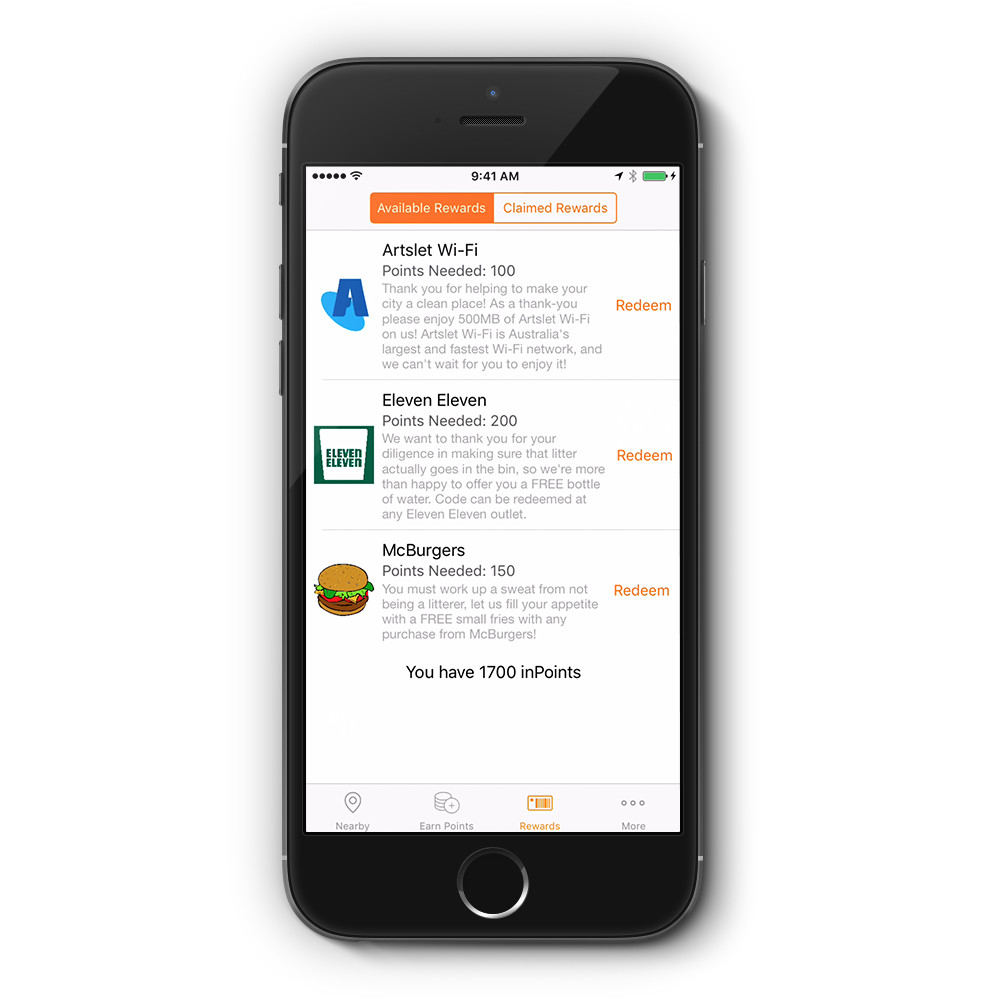 9:41 AM
Available Rewards Claimed Rewards
Artslet Wi-Fi
Points Needed: 100
Thank you for helping to make your
city a clean place! As a thank-you
please enjoy 500MB of Artslet Wi-Fi
on us! Artslet Wi-Fi is Australia's
largest and fastest Wi-Fi network, and
we can't wait for you to enjoy it!
Redeem
ELEVEN
ELEVEN
Eleven Eleven
Points Needed: 200
We want to thank you for your
diligence in making sure that litter
actually goes in the bin, so we're more
than happy to offer you a FREE bottle
of water. Code can be redeemed at
any Eleven Eleven outlet.
Redeem
McBurgers
Points Needed: 150
You must work up a sweat from not
being a litterer, let us fill your appetite
with a FREE small fries with any
purchase from McBurgers!
Redeem
You have 1700 inPoints
Nearby Earn Points Rewards More